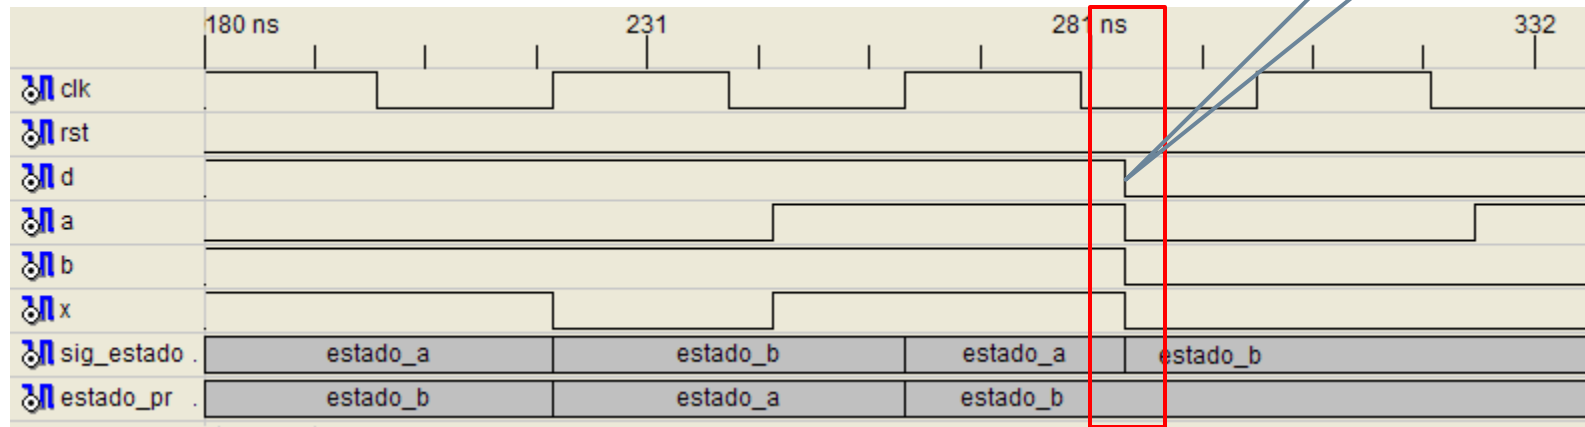 180 ns 231 281 ns 332
clk
rst
d
a
b
x
sig_estado . estado_a estado_b estado_a estado_b
estado_pr . estado_b estado_a estado_b